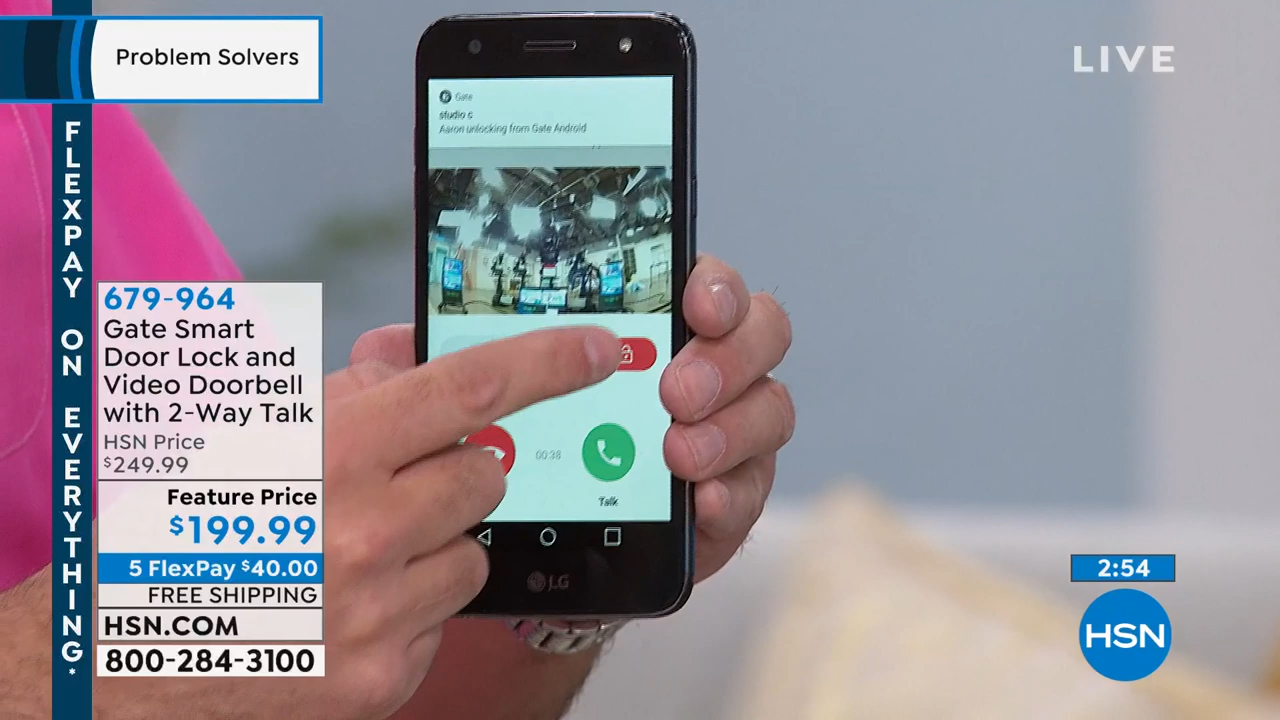 Problem Solvers
LIVE
FLEXPAY ON EVERYTHING*
Gate
studio c
Aaron unlocking from Gate Android
00:38
Talk
LG
679-964
Gate Smart
Door Lock and
Video Doorbell
with 2-Way Talk
HSN Price
$249.99
Feature Price
$199.99
5 FlexPay $40.00
FREE SHIPPING
HSN.COM
800-284-3100
2:54
HSN